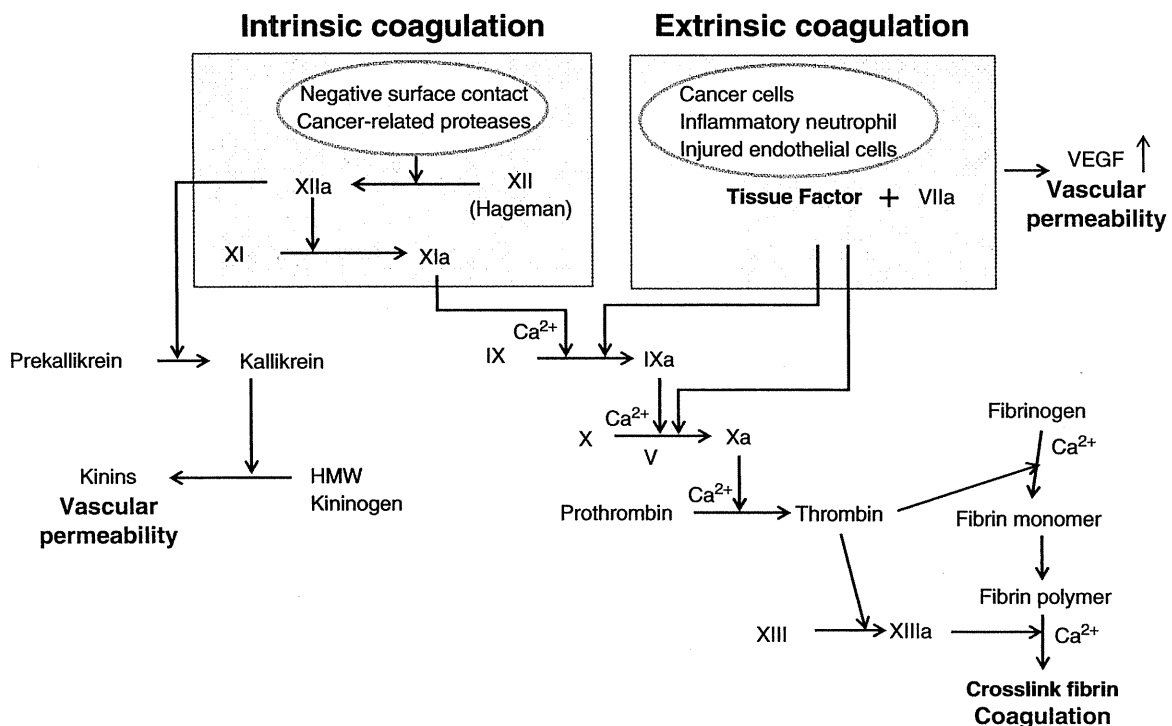 Intrinsic coagulation
Extrinsic coagulation
Negative surface contact
Cancer-related proteases
Cancer cells
Inflammatory neutrophil
Injured endothelial cells
VEGF ↑
Vascular
permeability
XIIa
XII
(Hageman)
Tissue Factor + VIIa
XI
XIa
Ca²⁺
IX
IXa
Prekallikrein
Kallikrein
Ca²⁺
X
V
Xa
Fibrinogen
Ca²⁺
Kinins
Vascular
permeability
HMW
Kininogen
Ca²⁺
Prothrombin
Thrombin
Fibrin monomer
Fibrin polymer
XIII
XIIIa
Ca²⁺
Crosslink fibrin
Coagulation